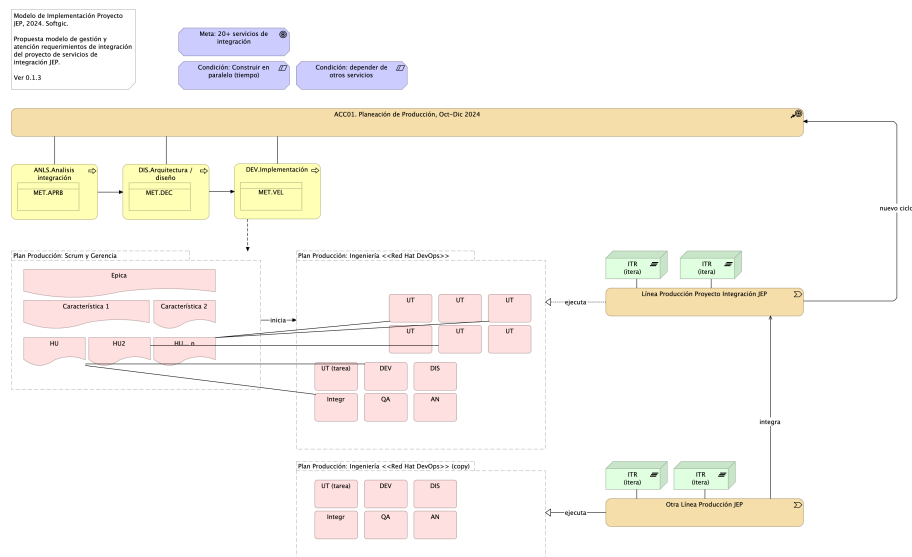 Modelo de Implementación Proyecto
JEP, 2024. Softgic.
Propuesta modelo de gestión y
atención requerimientos de integración
del proyecto de servicios de
integración JEP.
Ver 0.1.3
Meta: 20+ servicios de
integración
Condición: Construir en
paralelo (tiempo)
Condición: depender de
otros servicios
ACC01. Planeación de Producción, Oct-Dic 2024
ANLS.Analisis
integración
MET.APRB
DIS.Arquitectura /
diseño
MET.DEC
DEV.Implementación
MET.VEL
nuevo ciclo
Plan Producción: Scrum y Gerencia
Epica
Característica 1
Característica 2
HU
HU2
HU... n
inicia
Plan Producción: Ingeniería <<Red Hat DevOps>>
UT
UT
UT
UT
UT
UT
UT (tarea)
DEV
DIS
Integr
QA
AN
ITR
(itera)
ITR
(itera)
Línea Producción Proyecto Integración JEP
ejecuta
integra
Plan Producción: Ingeniería <<Red Hat DevOps>> (copy)
UT (tarea)
DEV
DIS
Integr
QA
AN
ITR
(itera)
ITR
(itera)
Otra Línea Producción JEP
ejecuta